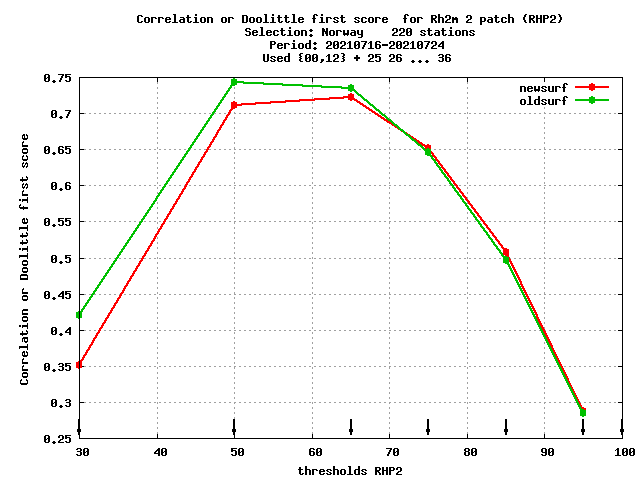 Correlation or Doolittle first score  for Rh2m 2 patch (RHP2)
Selection: Norway    220 stations
Period: 20210716-20210724
Used {00,12} + 25 26 ... 36
newsurf
oldsurf
Correlation or Doolittle first score
0.75
0.7
0.65
0.6
0.55
0.5
0.45
0.4
0.35
0.3
0.25
30 40 50 60 70 80 90 100
thresholds RHP2